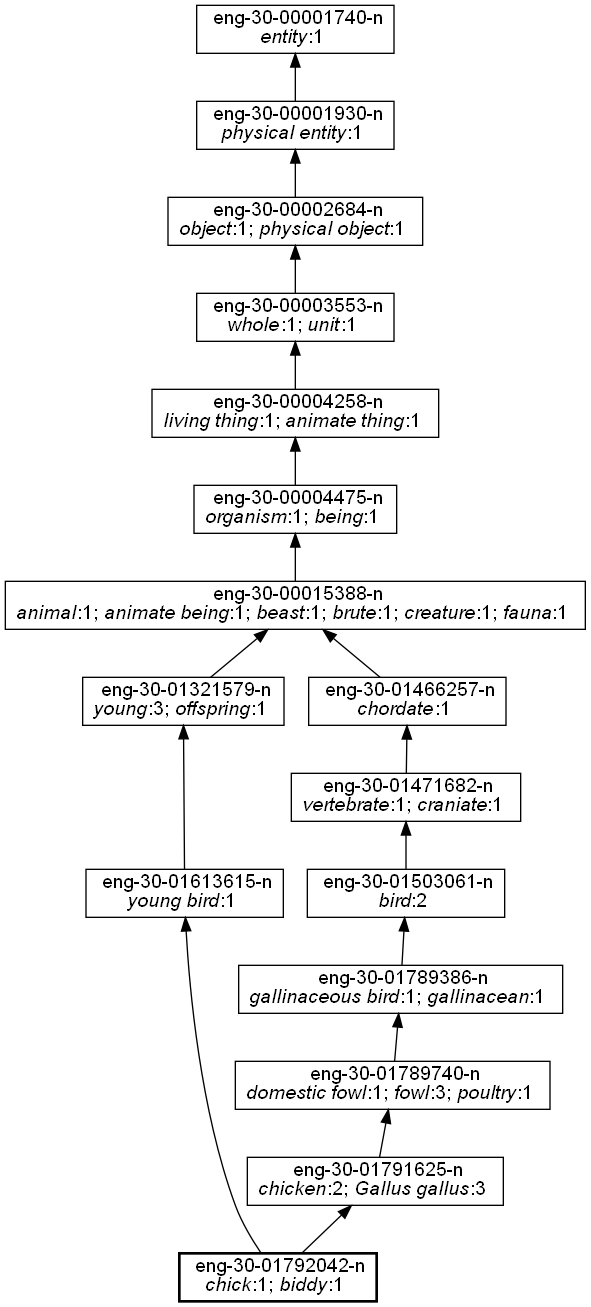 eng-30-00001740-n
entity:1
eng-30-00001930-n
physical entity:1
eng-30-00002684-n
object:1; physical object:1
eng-30-00003553-n
whole:1; unit:1
eng-30-00004258-n
living thing:1; animate thing:1
eng-30-00004475-n
organism:1; being:1
eng-30-00015388-n
animal:1; animate being:1; beast:1; brute:1; creature:1; fauna:1
eng-30-01321579-n
young:3; offspring:1
eng-30-01466257-n
chordate:1
eng-30-01471682-n
vertebrate:1; craniate:1
eng-30-01613615-n
young bird:1
eng-30-01503061-n
bird:2
eng-30-01789386-n
gallinaceous bird:1; gallinacean:1
eng-30-01789740-n
domestic fowl:1; fowl:3; poultry:1
eng-30-01791625-n
chicken:2; Gallus gallus:3
eng-30-01792042-n
chick:1; biddy:1